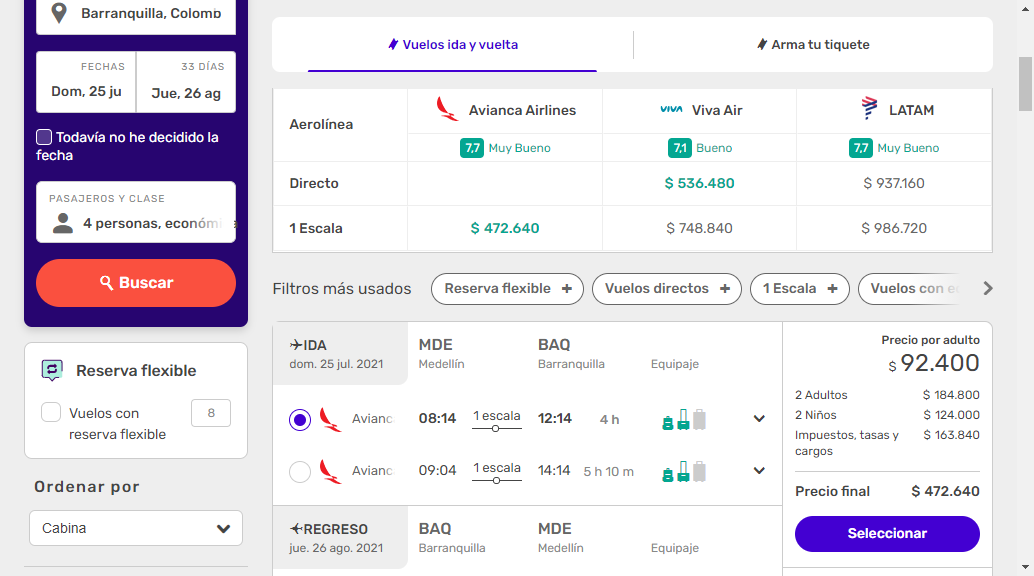 Barranquilla, Colomb
FECHAS
Dom, 25 ju
33 DÍAS
Jue, 26 ag
Todavía no he decidido la
fecha
PASAJEROS Y CLASE
4 personas, económi
Buscar
Reserva flexible
Vuelos con
reserva flexible
8
Ordenar por
Cabina
Vuelos ida y vuelta
Arma tu tiquete
Aerolínea
Avianca Airlines
VIVA Viva Air
LATAM
7,7 Muy Bueno
7,1 Bueno
7,7 Muy Bueno
Directo
$ 536.480
$ 937.160
1 Escala
$ 472.640
$ 748.840
$ 986.720
Filtros más usados
Reserva flexible +
Vuelos directos +
1 Escala +
Vuelos con e
IDA
dom. 25 jul. 2021
MDE
Medellín
BAQ
Barranquilla
Equipaje
Avianc
08:14
1 escala
12:14
4 h
Avianc
09:04
1 escala
14:14
5 h 10 m
REGRESO
jue. 26 ago. 2021
BAQ
Barranquilla
MDE
Medellín
Equipaje
Precio por adulto
$ 92.400
2 Adultos $ 184.800
2 Niños $ 124.000
Impuestos, tasas y $ 163.840
cargos
Precio final $ 472.640
Seleccionar